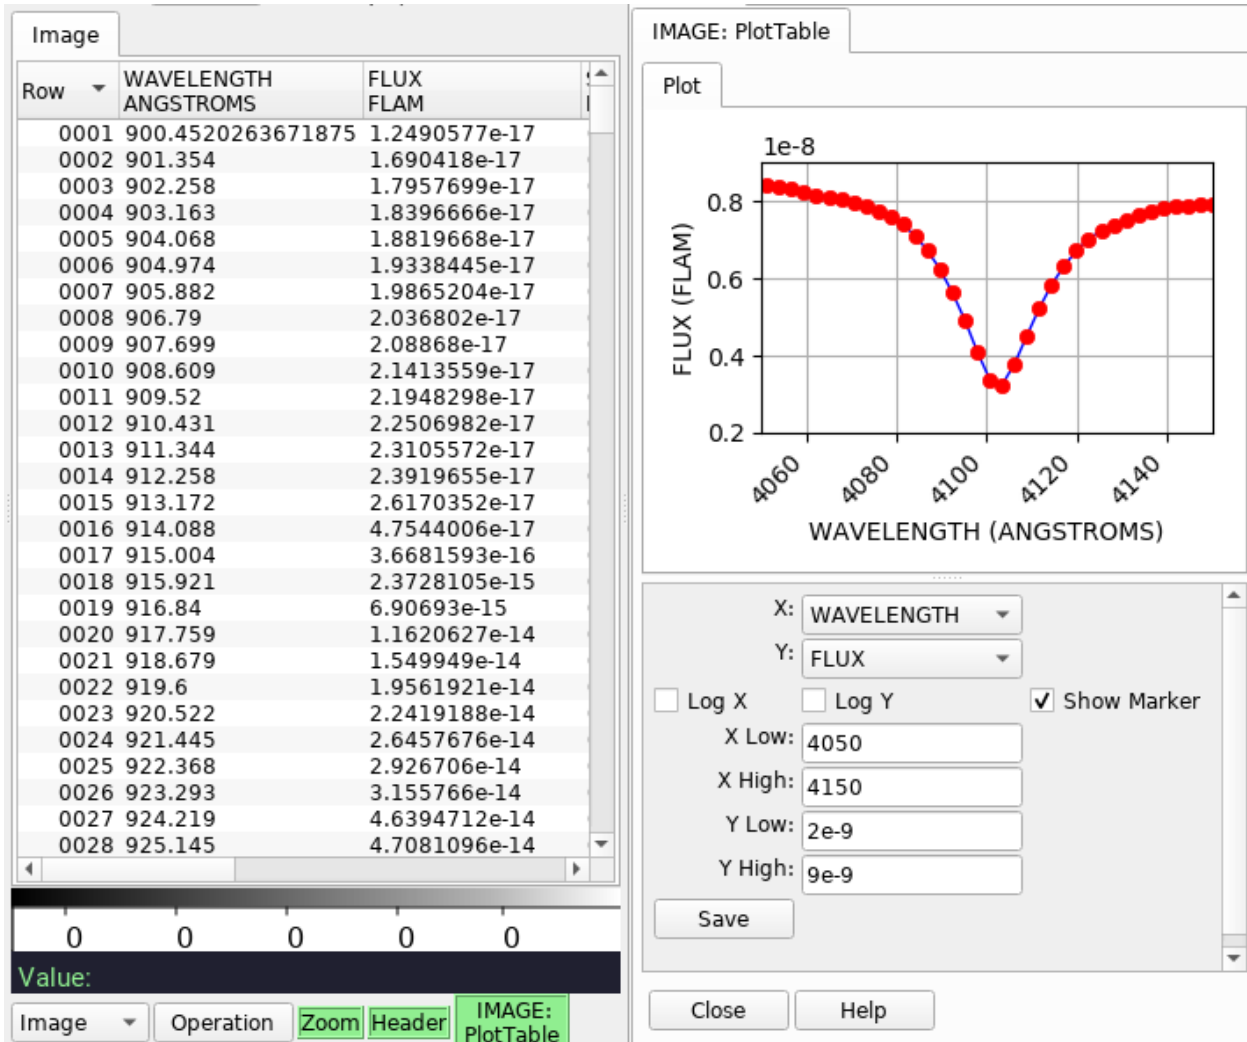 Image
Row WAVELENGTH ANGSTROMS FLUX FLAM
0001 900.4520263671875 1.2490577e-17
0002 901.354 1.690418e-17
0003 902.258 1.7957699e-17
0004 903.163 1.8396666e-17
0005 904.068 1.8819668e-17
0006 904.974 1.9338445e-17
0007 905.882 1.9865204e-17
0008 906.79 2.036802e-17
0009 907.699 2.08868e-17
0010 908.609 2.1413559e-17
0011 909.52 2.1948298e-17
0012 910.431 2.2506982e-17
0013 911.344 2.3105572e-17
0014 912.258 2.3919655e-17
0015 913.172 2.6170352e-17
0016 914.088 4.7544006e-17
0017 915.004 3.6681593e-16
0018 915.921 2.3728105e-15
0019 916.84 6.90693e-15
0020 917.759 1.1620627e-14
0021 918.679 1.549949e-14
0022 919.6 1.9561921e-14
0023 920.522 2.2419188e-14
0024 921.445 2.6457676e-14
0025 922.368 2.926706e-14
0026 923.293 3.155766e-14
0027 924.219 4.6394712e-14
0028 925.145 4.7081096e-14
0 0 0 0 0
Value:
Image Operation Zoom Header IMAGE: PlotTable
IMAGE: PlotTable
Plot
1e-8
0.8
0.6
0.4
0.2
FLUX (FLAM)
4060 4080 4100 4120 4140
WAVELENGTH (ANGSTROMS)
X: WAVELENGTH
Y: FLUX
Log X Log Y Show Marker
X Low: 4050
X High: 4150
Y Low: 2e-9
Y High: 9e-9
Save
Close Help